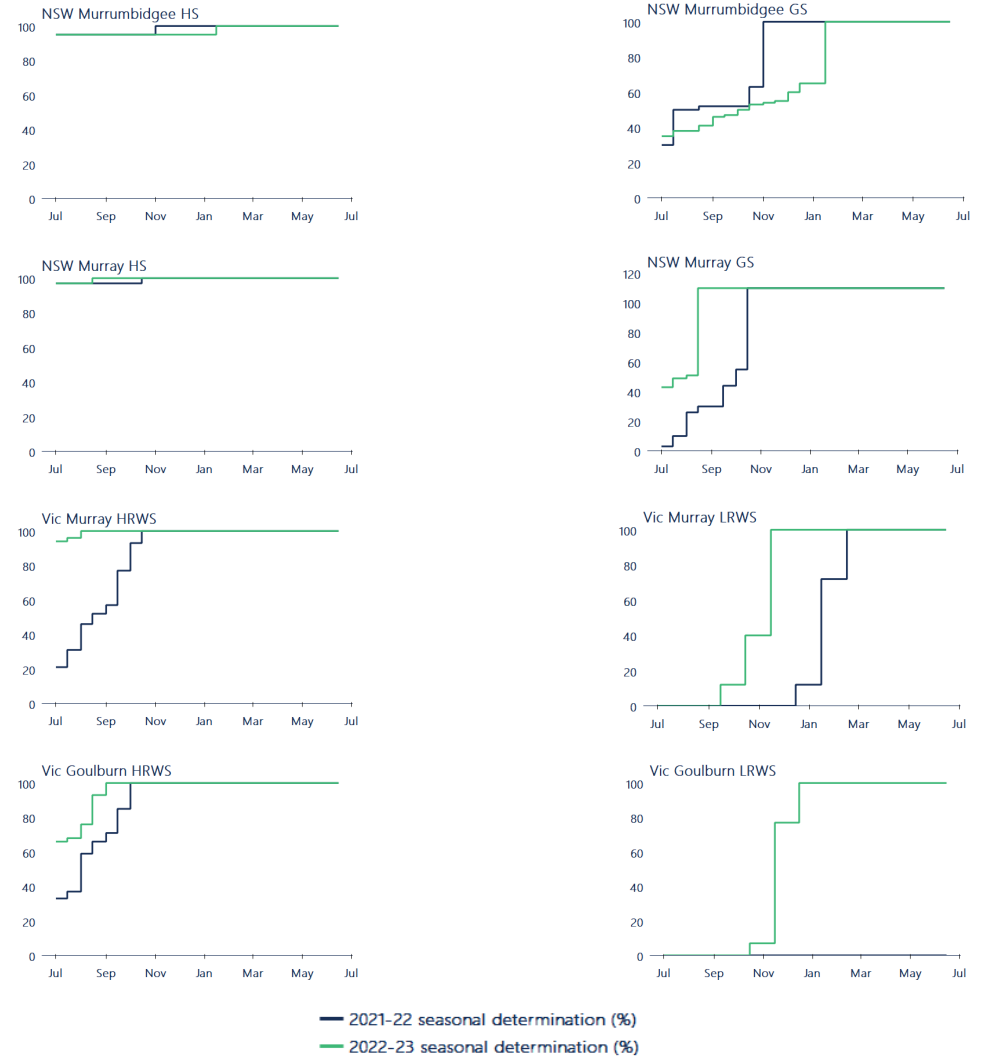 NSW Murrumbidgee HS
100
80
60
40
20
0
Jul Sep Nov Jan Mar May Jul
NSW Murrumbidgee GS
100
80
60
40
20
0
Jul Sep Nov Jan Mar May Jul
NSW Murray HS
100
80
60
40
20
0
Jul Sep Nov Jan Mar May Jul
NSW Murray GS
120
100
80
60
40
20
0
Jul Sep Nov Jan Mar May Jul
Vic Murray HRWS
100
80
60
40
20
0
Jul Sep Nov Jan Mar May Jul
Vic Murray LRWS
100
80
60
40
20
0
Jul Sep Nov Jan Mar May Jul
Vic Goulburn HRWS
100
80
60
40
20
0
Jul Sep Nov Jan Mar May Jul
Vic Goulburn LRWS
100
80
60
40
20
0
Jul Sep Nov Jan Mar May Jul
2021-22 seasonal determination (%)
2022-23 seasonal determination (%)